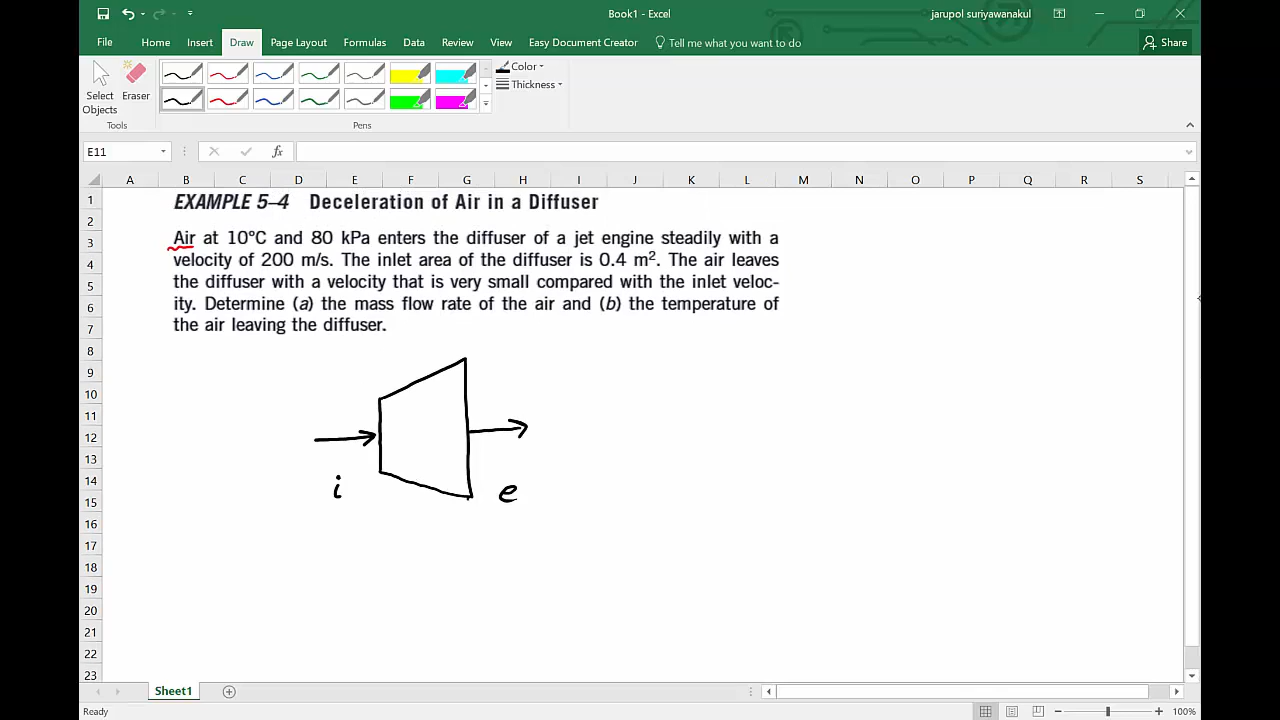 Book1 - Excel
jarupol suriyawanakul
File Home Insert Draw Page Layout Formulas Data Review View Easy Document Creator Tell me what you want to do Share
Select Objects
Eraser
Color
Thickness
Tools
Pens
E11
fx
A B C D E F G H I J K L M N O P Q R S
1
2
3
4
5
6
7
8
9
10
11
12
13
14
15
16
17
18
19
20
21
22
23
EXAMPLE 5–4 Deceleration of Air in a Diffuser
Air at 10°C and 80 kPa enters the diffuser of a jet engine steadily with a
velocity of 200 m/s. The inlet area of the diffuser is 0.4 m². The air leaves
the diffuser with a velocity that is very small compared with the inlet veloc-
ity. Determine (a) the mass flow rate of the air and (b) the temperature of
the air leaving the diffuser.
i
e
Sheet1
Ready
100%